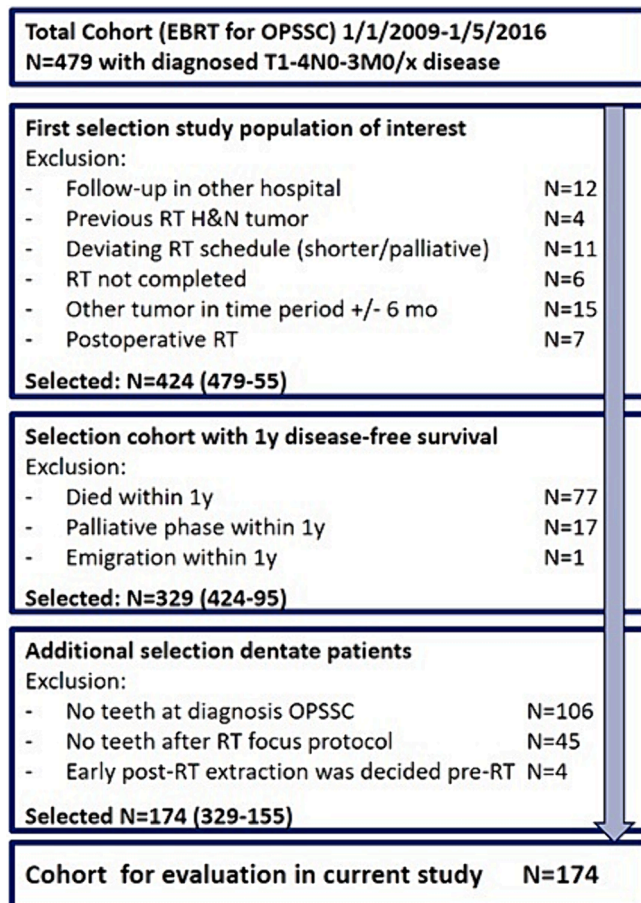 Total Cohort (EBRT for OPSSC) 1/1/2009-1/5/2016
N=479 with diagnosed T1-4N0-3M0/x disease
First selection study population of interest
Exclusion:
- Follow-up in other hospital N=12
- Previous RT H&N tumor N=4
- Deviating RT schedule (shorter/palliative) N=11
- RT not completed N=6
- Other tumor in time period +/- 6 mo N=15
- Postoperative RT N=7
Selected: N=424 (479-55)
Selection cohort with 1y disease-free survival
Exclusion:
- Died within 1y N=77
- Palliative phase within 1y N=17
- Emigration within 1y N=1
Selected: N=329 (424-95)
Additional selection dentate patients
Exclusion:
- No teeth at diagnosis OPSSC N=106
- No teeth after RT focus protocol N=45
- Early post-RT extraction was decided pre-RT N=4
Selected N=174 (329-155)
Cohort for evaluation in current study N=174